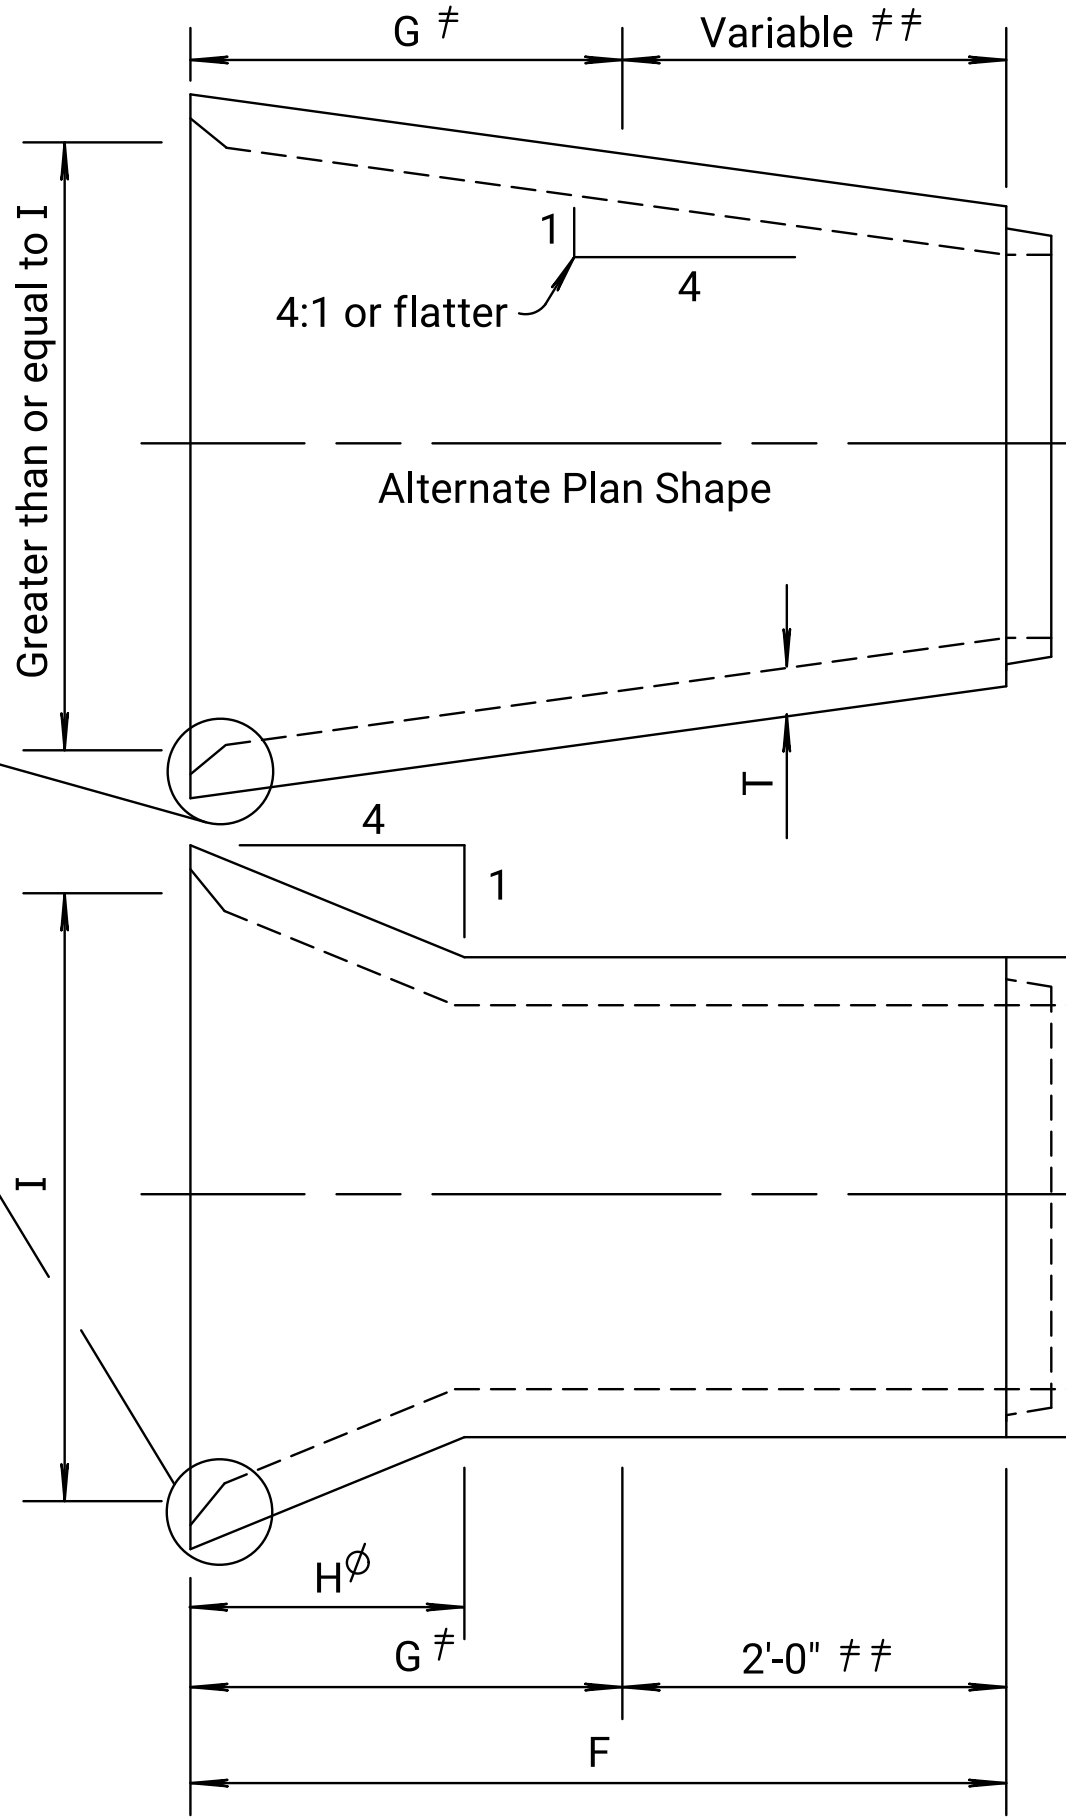 G ≠
Variable ≠ ≠
Greater than or equal to I
1
4
4:1 or flatter
Alternate Plan Shape
T
4
1
I
H∅
G ≠
2'-0" ≠ ≠
F